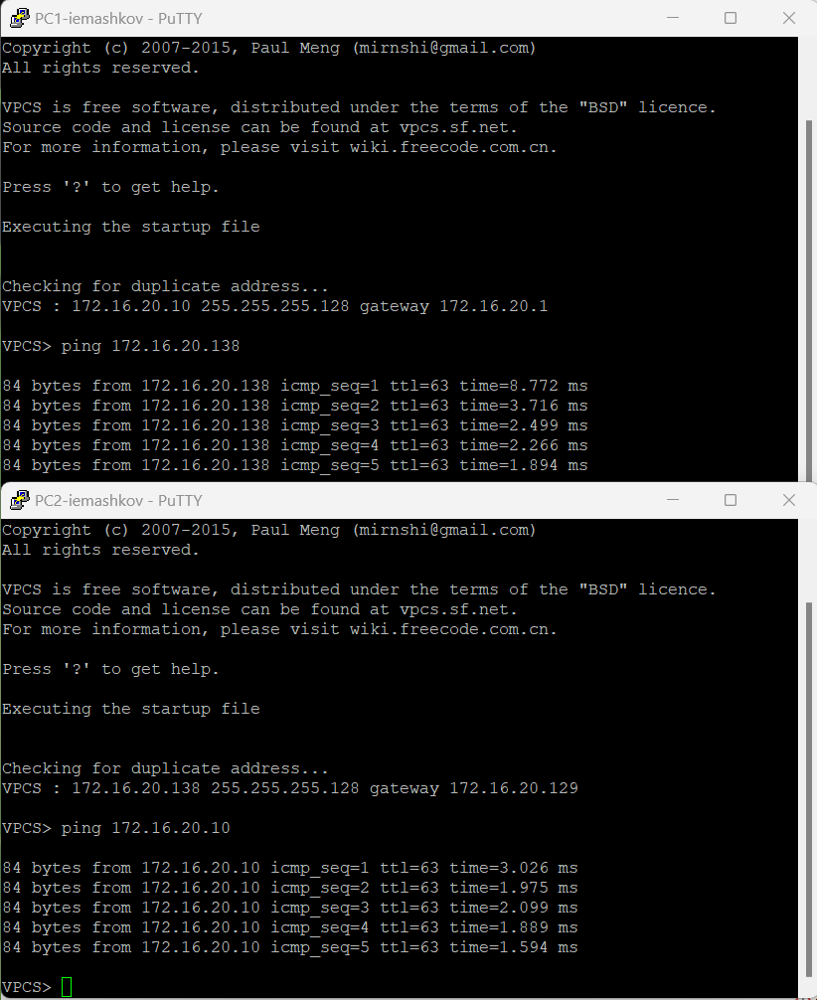 PC1-iemashkov - PuTTY
Copyright (c) 2007-2015, Paul Meng (mirnshi@gmail.com)
All rights reserved.
VPCS is free software, distributed under the terms of the "BSD" licence.
Source code and license can be found at vpcs.sf.net.
For more information, please visit wiki.freecode.com.cn.
Press '?' to get help.
Executing the startup file
Checking for duplicate address...
VPCS : 172.16.20.10 255.255.255.128 gateway 172.16.20.1
VPCS> ping 172.16.20.138
84 bytes from 172.16.20.138 icmp_seq=1 ttl=63 time=8.772 ms
84 bytes from 172.16.20.138 icmp_seq=2 ttl=63 time=3.716 ms
84 bytes from 172.16.20.138 icmp_seq=3 ttl=63 time=2.499 ms
84 bytes from 172.16.20.138 icmp_seq=4 ttl=63 time=2.266 ms
84 bytes from 172.16.20.138 icmp_seq=5 ttl=63 time=1.894 ms
PC2-iemashkov - PuTTY
Copyright (c) 2007-2015, Paul Meng (mirnshi@gmail.com)
All rights reserved.
VPCS is free software, distributed under the terms of the "BSD" licence.
Source code and license can be found at vpcs.sf.net.
For more information, please visit wiki.freecode.com.cn.
Press '?' to get help.
Executing the startup file
Checking for duplicate address...
VPCS : 172.16.20.138 255.255.255.128 gateway 172.16.20.129
VPCS> ping 172.16.20.10
84 bytes from 172.16.20.10 icmp_seq=1 ttl=63 time=3.026 ms
84 bytes from 172.16.20.10 icmp_seq=2 ttl=63 time=1.975 ms
84 bytes from 172.16.20.10 icmp_seq=3 ttl=63 time=2.099 ms
84 bytes from 172.16.20.10 icmp_seq=4 ttl=63 time=1.889 ms
84 bytes from 172.16.20.10 icmp_seq=5 ttl=63 time=1.594 ms
VPCS>